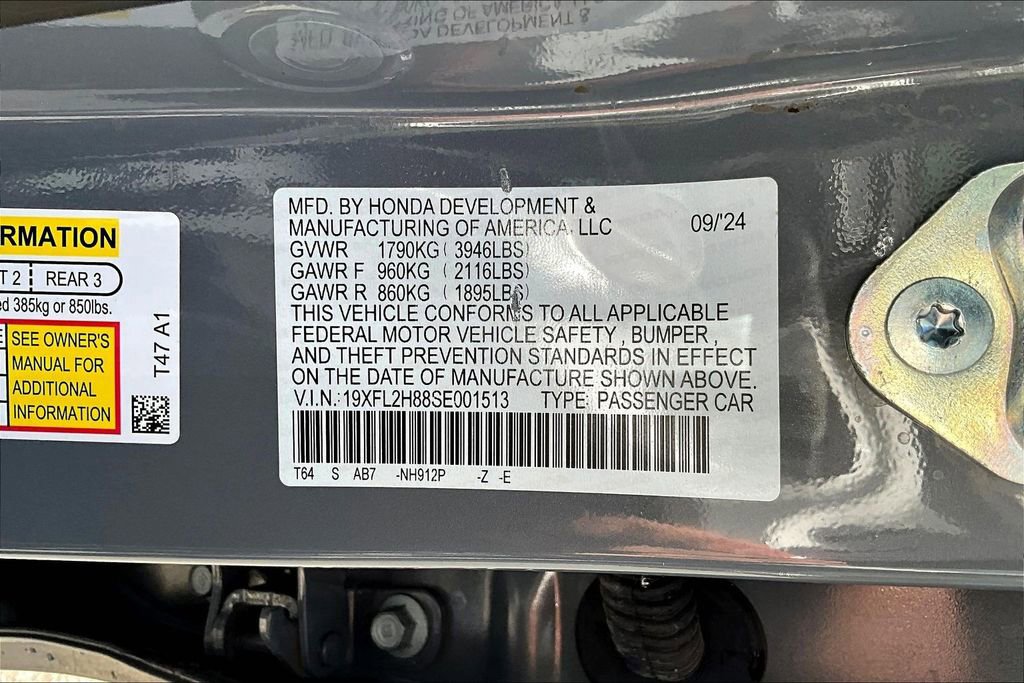 RMATION
T 2 REAR 3
ed 385kg or 850lbs.
SEE OWNER'S
MANUAL FOR
ADDITIONAL
INFORMATION
T47 A1
MFD. BY HONDA DEVELOPMENT &
MANUFACTURING OF AMERICA, LLC 09/'24
GVWR 1790KG ( 3946LBS)
GAWR F 960KG ( 2116LBS)
GAWR R 860KG ( 1895LBS)
THIS VEHICLE CONFORMS TO ALL APPLICABLE
FEDERAL MOTOR VEHICLE SAFETY , BUMPER ,
AND THEFT PREVENTION STANDARDS IN EFFECT
ON THE DATE OF MANUFACTURE SHOWN ABOVE.
V.I.N.:19XFL2H88SE001513 TYPE: PASSENGER CAR
T64 S AB7 -NH912P -Z -E